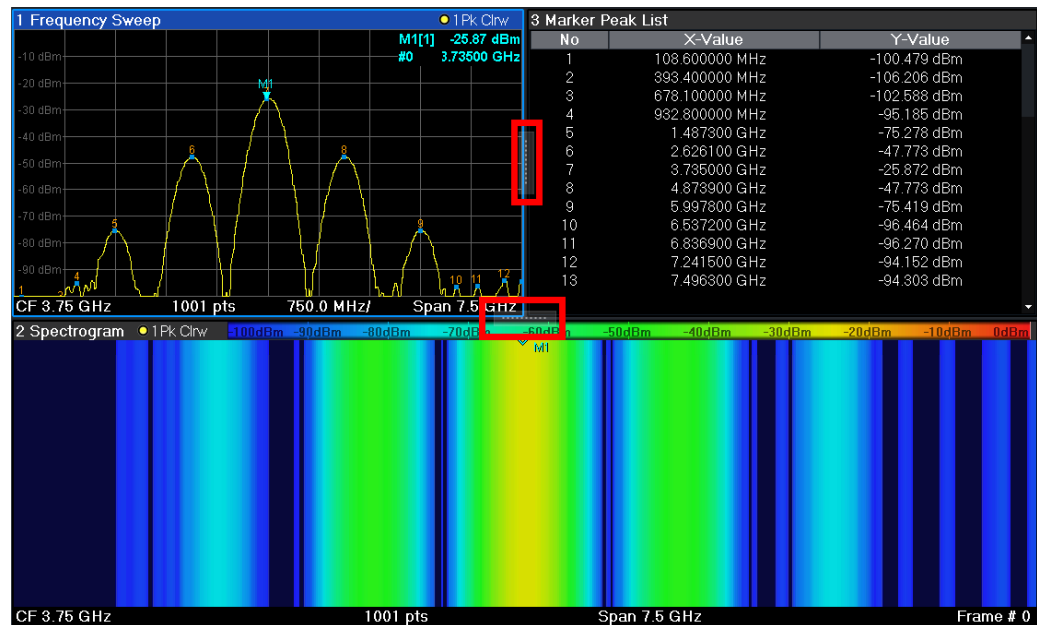 1 Frequency Sweep
1Pk Clrw
M1[1] -25.87 dBm
#0 3.73500 GHz
-10 dBm
-20 dBm
M1
-30 dBm
-40 dBm
6 8
-50 dBm
-60 dBm
-70 dBm
5 9
-80 dBm
-90 dBm
4 10 11 12
1
CF 3.75 GHz 1001 pts 750.0 MHz/ Span 7.5 GHz
3 Marker Peak List
No X-Value Y-Value
1 108.600000 MHz -100.479 dBm
2 393.400000 MHz -106.206 dBm
3 678.100000 MHz -102.588 dBm
4 932.800000 MHz -95.185 dBm
5 1.487300 GHz -75.278 dBm
6 2.626100 GHz -47.773 dBm
7 3.735000 GHz -25.872 dBm
8 4.873900 GHz -47.773 dBm
9 5.997800 GHz -75.419 dBm
10 6.537200 GHz -96.464 dBm
11 6.836900 GHz -96.270 dBm
12 7.241500 GHz -94.152 dBm
13 7.496300 GHz -94.303 dBm
2 Spectrogram 1Pk Clrw -100dBm -90dBm -80dBm -70dBm -60dBm -50dBm -40dBm -30dBm -20dBm -10dBm 0dBm
M1
CF 3.75 GHz 1001 pts Span 7.5 GHz Frame # 0